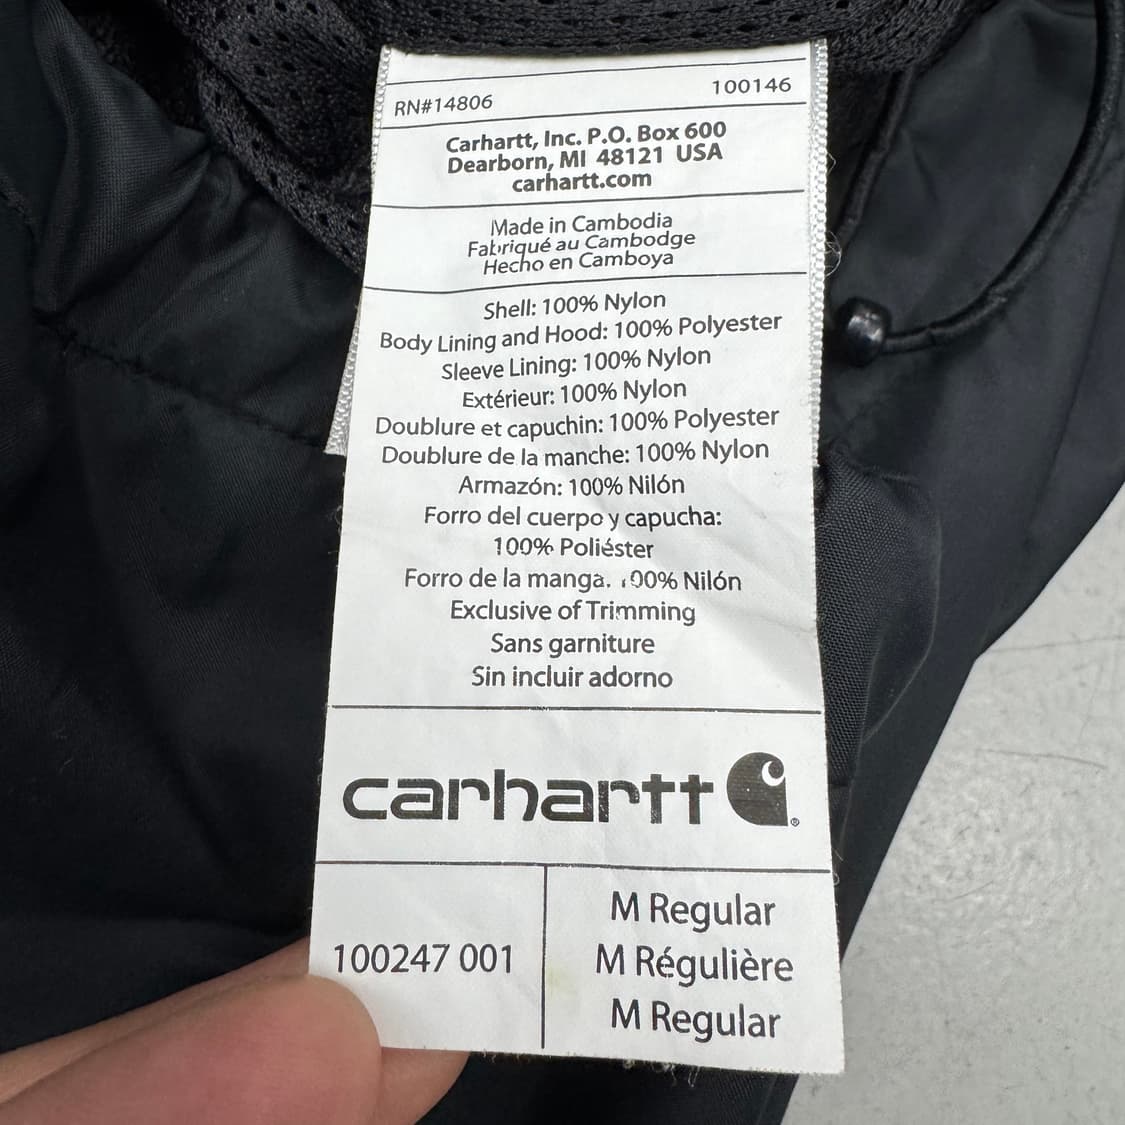 RN#14806 100146
Carhartt, Inc. P.O. Box 600
Dearborn, MI 48121 USA
carhartt.com
Made in Cambodia
Fabriqué au Cambodge
Hecho en Camboya
Shell: 100% Nylon
Body Lining and Hood: 100% Polyester
Sleeve Lining: 100% Nylon
Extérieur: 100% Nylon
Doublure et capuchin: 100% Polyester
Doublure de la manche: 100% Nylon
Armazón: 100% Nilón
Forro del cuerpo y capucha:
100% Poliéster
Forro de la manga. 100% Nilón
Exclusive of Trimming
Sans garniture
Sin incluir adorno
carhartt ®
100247 001
M Regular
M Régulière
M Regular